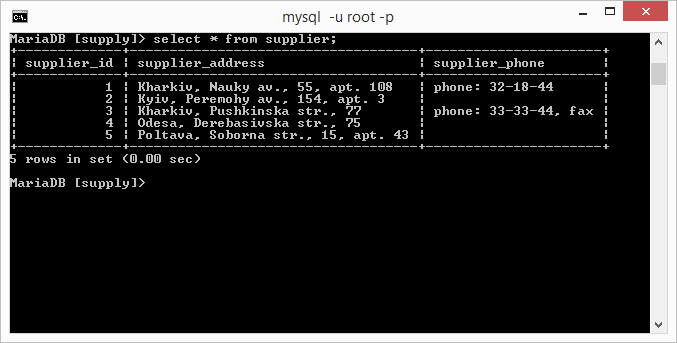 mysql -u root -p
MariaDB [supply]> select * from supplier;
+-------------+-----------------------------------+----------------------+
| supplier_id | supplier_address                  | supplier_phone       |
+-------------+-----------------------------------+----------------------+
|           1 | Kharkiv, Nauky av., 55, apt. 108  | phone: 32-18-44      |
|           2 | Kyiv, Peremohy av., 154, apt. 3   |                      |
|           3 | Kharkiv, Pushkinska str., 77      | phone: 33-33-44, fax |
|           4 | Odesa, Derebasivska str., 75      |                      |
|           5 | Poltava, Soborna str., 15, apt. 43 |                      |
+-------------+-----------------------------------+----------------------+
5 rows in set (0.00 sec)
MariaDB [supply]>